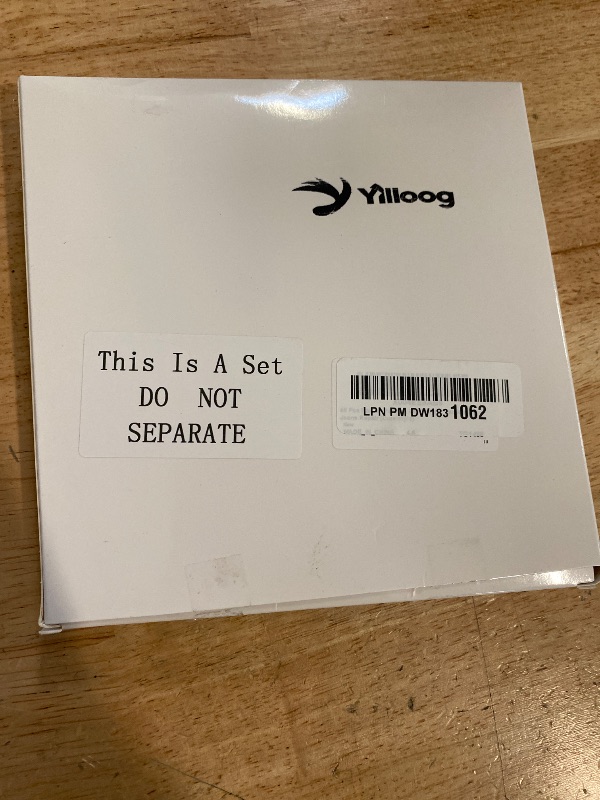 Yilloog
This Is A Set
DO NOT
SEPARATE
LPN PM DW183 1062